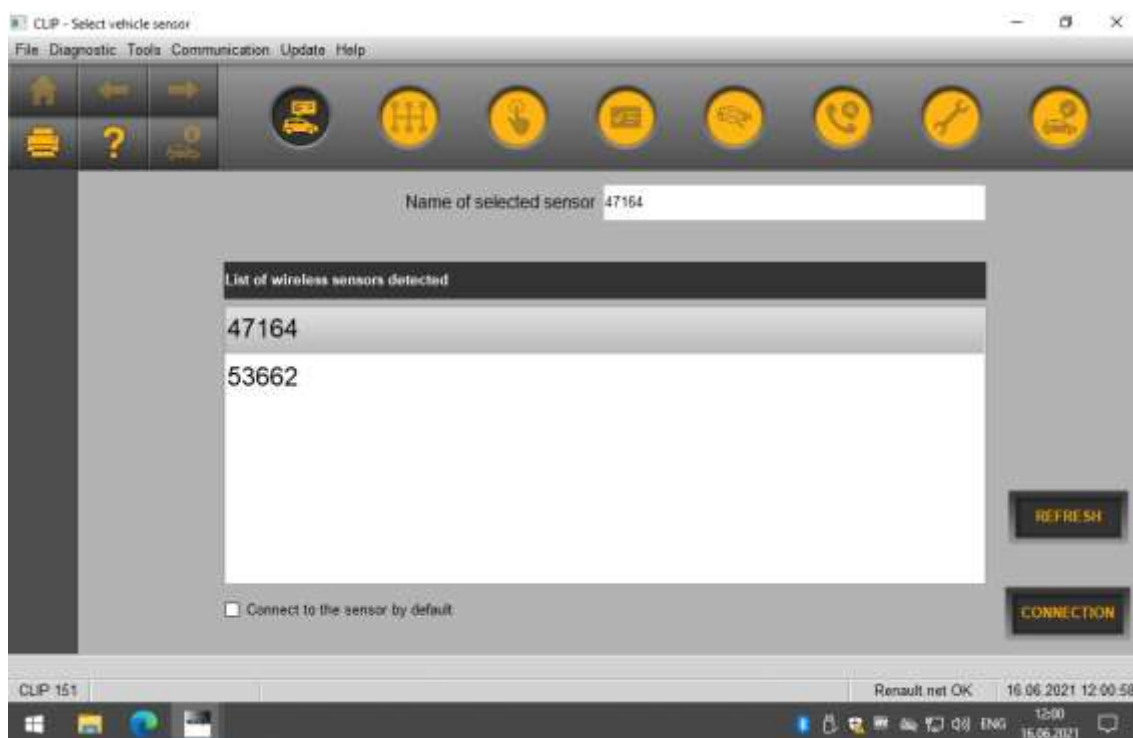 CLIP - Select vehicle sensor
File Diagnostic Tools Communication Update Help
?
Name of selected sensor 47164
List of wireless sensors detected
47164
53662
REFRESH
Connect to the sensor by default
CONNECTION
CLIP 151 Renault net OK 16.06.2021 12:00:58
ENG 12:00
16.06.2021